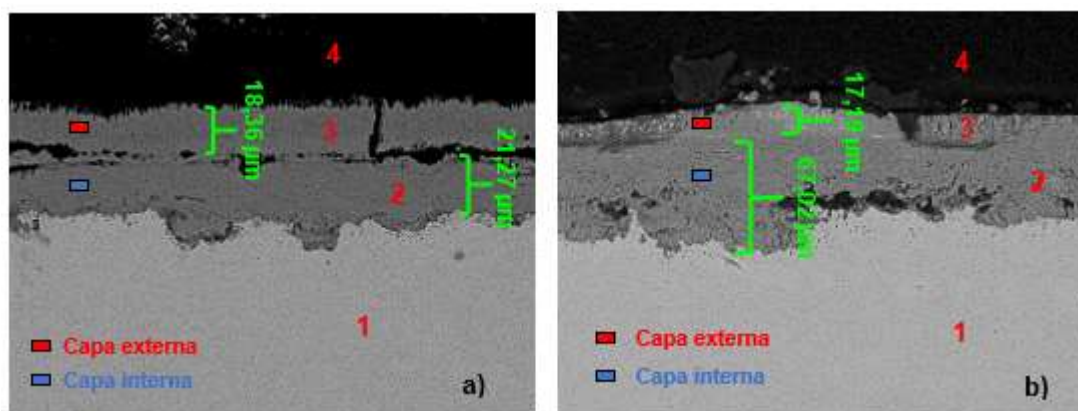 4
18,36 µm
3
21,27 µm
2
1
Capa externa
Capa interna
a)
4
17,19 µm
3
2
1
Capa externa
Capa interna
b)